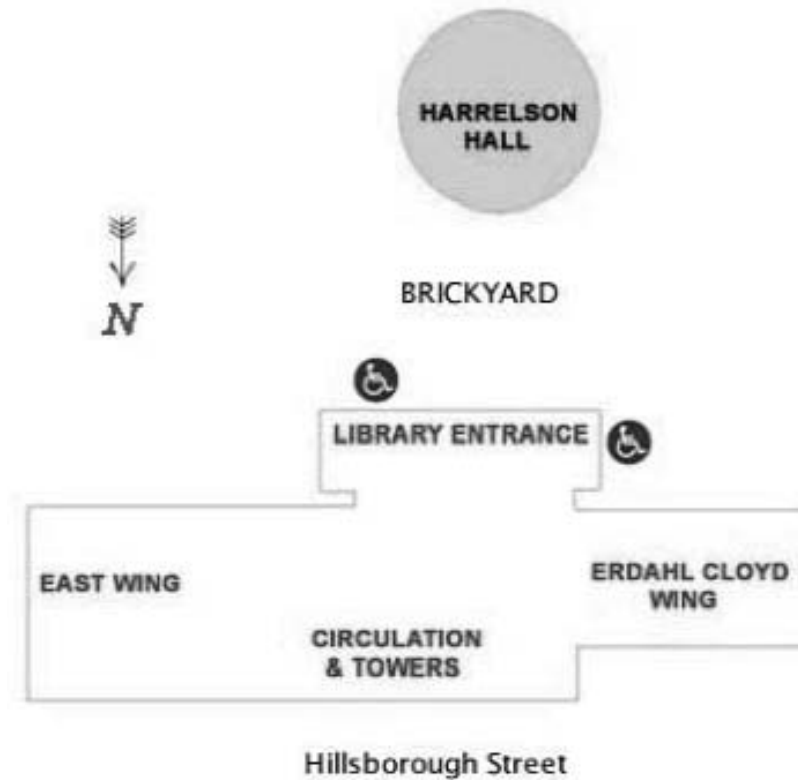 HARRELSON
HALL
N
BRICKYARD
LIBRARY ENTRANCE
EAST WING
ERDAHL CLOYD
WING
CIRCULATION
& TOWERS
Hillsborough Street